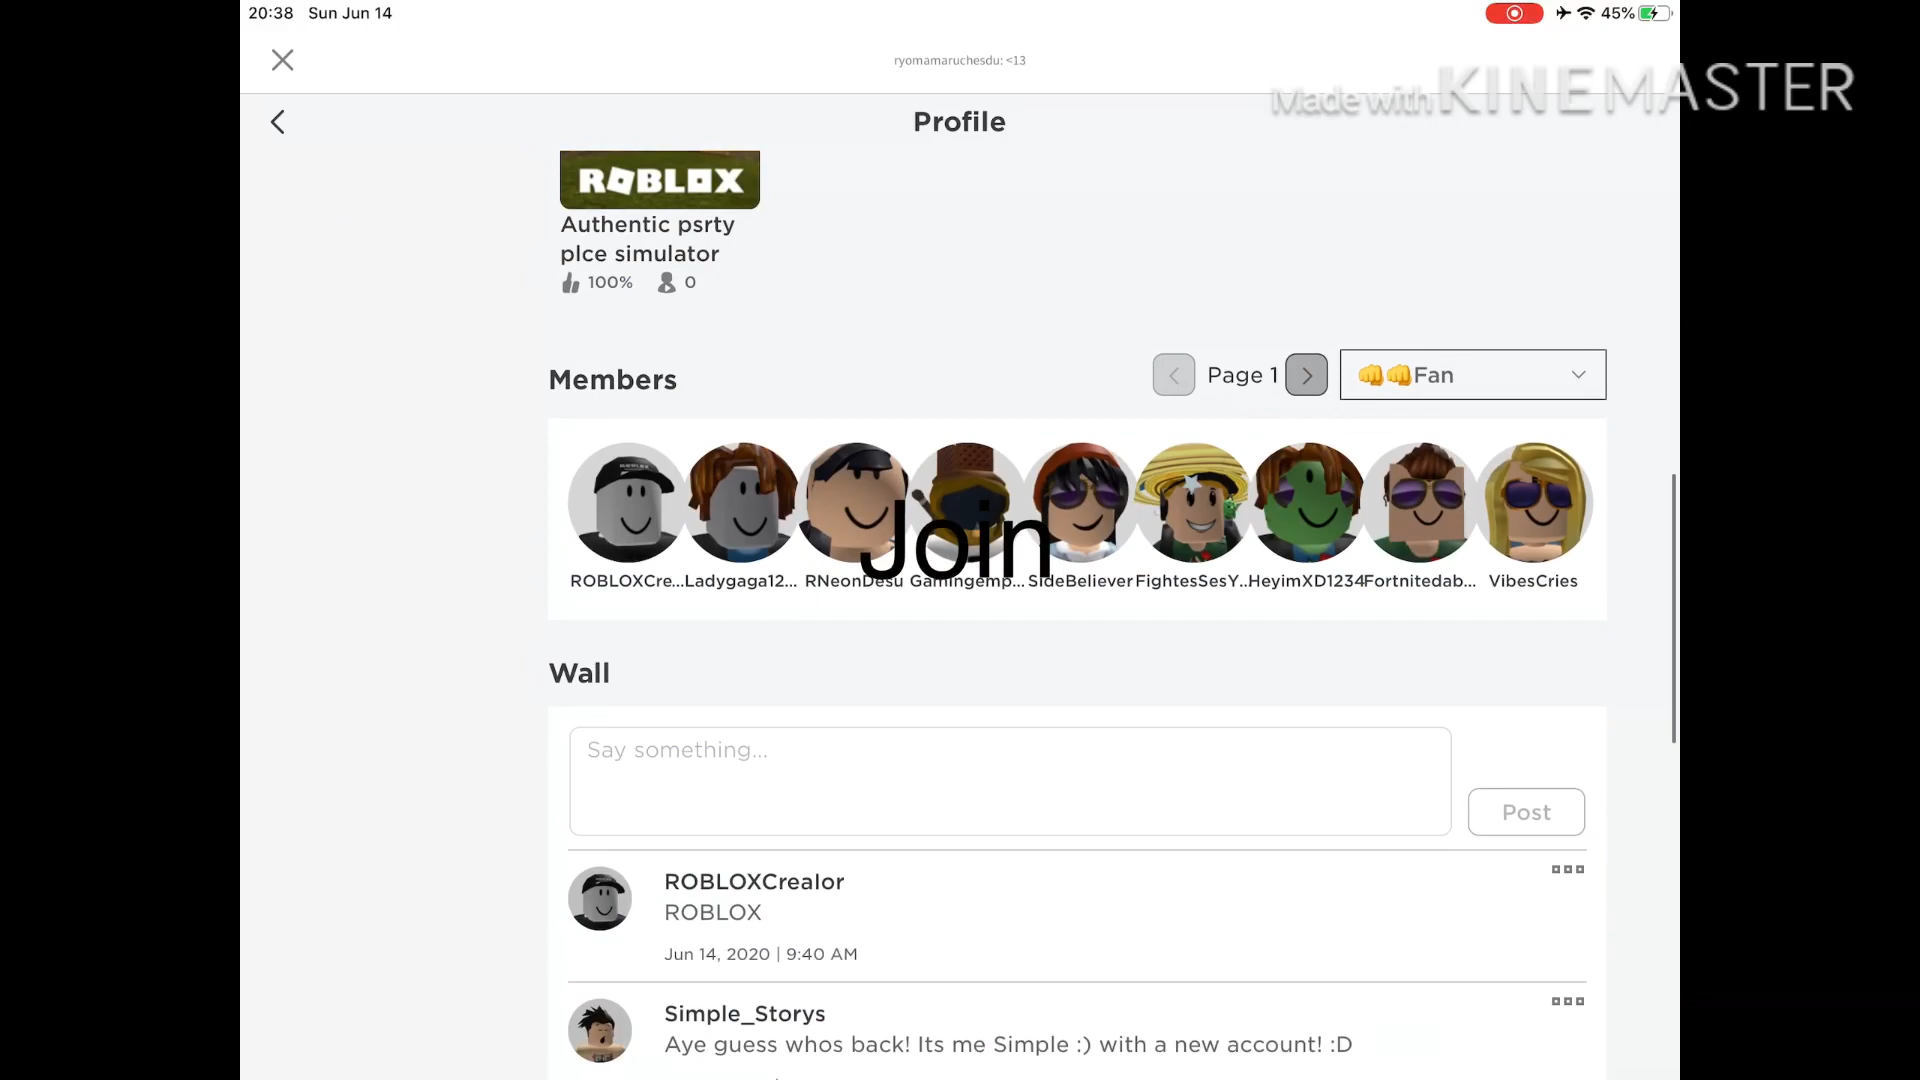 20:38 Sun Jun 14
45%
ryomamaruchesdu: <13
Made with KINEMASTER
Profile
ROBLOX
Authentic psrty
plce simulator
100% 0
Members
Page 1
👊👊Fan
Join
ROBLOXCre... Ladygaga12... RNeonDesu Gamingemp... SideBeliever FightesSesY... HeyimXD1234 Fortnitedab... VibesCries
Wall
Say something...
Post
ROBLOXCrealor
ROBLOX
Jun 14, 2020 | 9:40 AM
Simple_Storys
Aye guess whos back! Its me Simple :) with a new account! :D